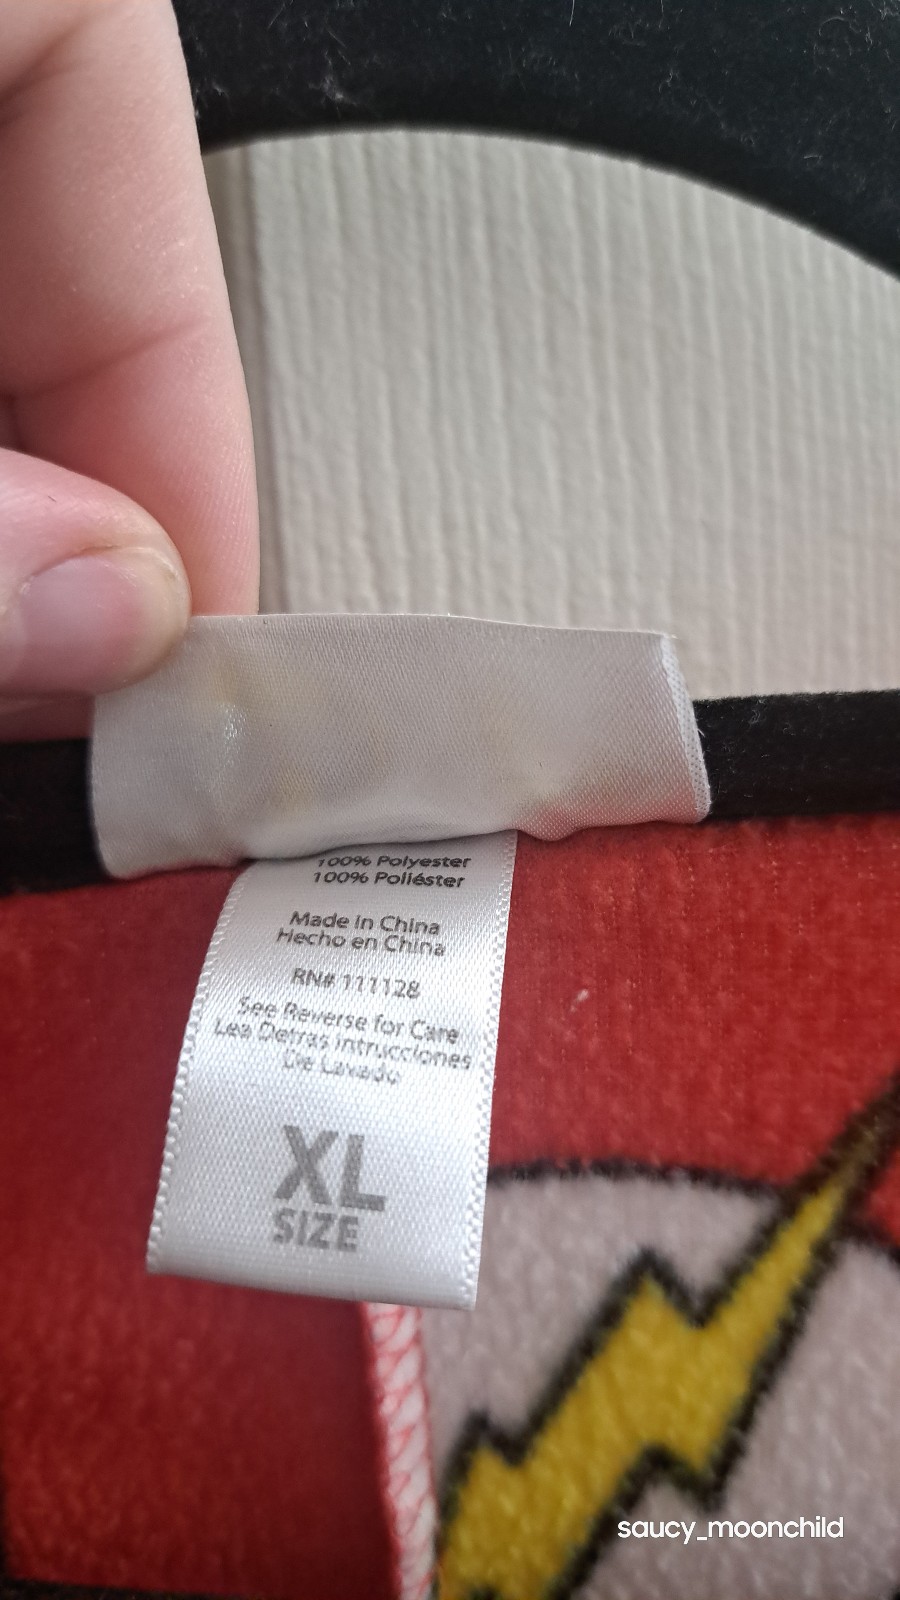 100% Polyester
100% Poliéster
Made in China
Hecho en China
RN# 111128
See Reverse for Care
Lea Detras Intrucciones
De Lavado
XL
SIZE
saucy_moonchild